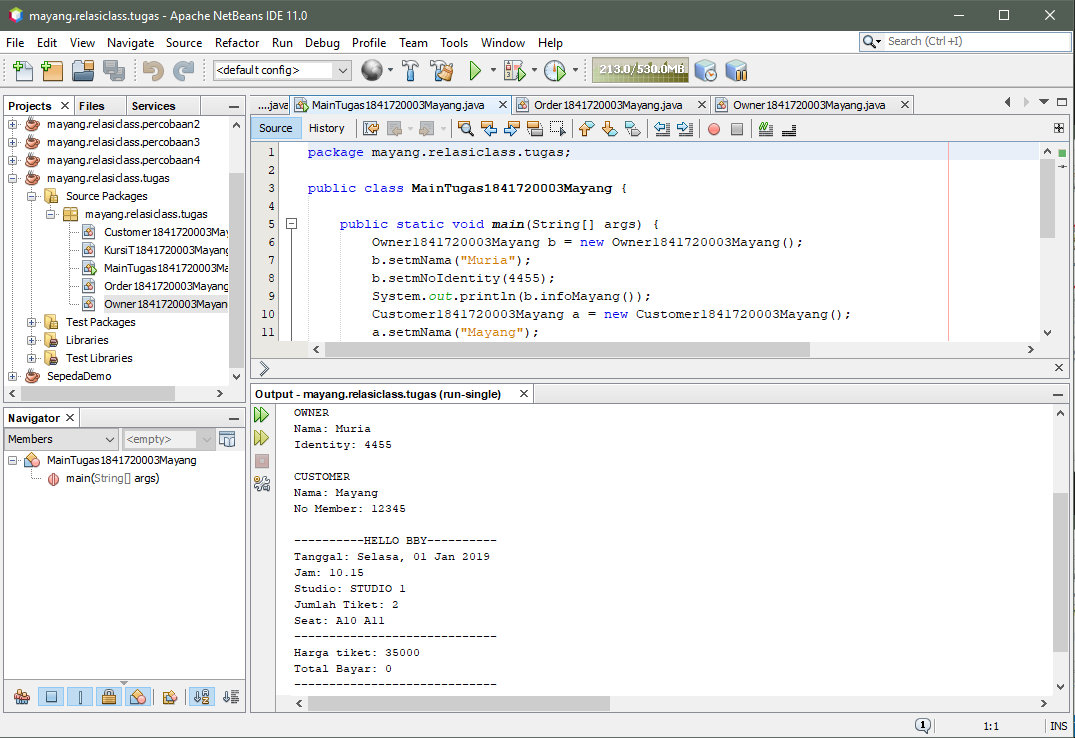 mayang.relasiclass.tugas - Apache NetBeans IDE 11.0
File Edit View Navigate Source Refactor Run Debug Profile Team Tools Window Help
Search (Ctrl+I)
<default config>
213.0/530.0MB
Projects Files Services
mayang.relasiclass.percobaan2
mayang.relasiclass.percobaan3
mayang.relasiclass.percobaan4
mayang.relasiclass.tugas
Source Packages
mayang.relasiclass.tugas
Customer1841720003May
KursiT1841720003Mayang
MainTugas1841720003Ma
Order1841720003Mayang
Owner1841720003Mayan
Test Packages
Libraries
Test Libraries
SepedaDemo
Navigator
Members <empty>
MainTugas1841720003Mayang
main(String[] args)
....java MainTugas1841720003Mayang.java Order1841720003Mayang.java Owner1841720003Mayang.java
Source History
1 package mayang.relasiclass.tugas;
2
3 public class MainTugas1841720003Mayang {
4
5 public static void main(String[] args) {
6 Owner1841720003Mayang b = new Owner1841720003Mayang();
7 b.setmNama("Muria");
8 b.setmNoIdentity(4455);
9 System.out.println(b.infoMayang());
10 Customer1841720003Mayang a = new Customer1841720003Mayang();
11 a.setmNama("Mayang");
Output - mayang.relasiclass.tugas (run-single)
OWNER
Nama: Muria
Identity: 4455
CUSTOMER
Nama: Mayang
No Member: 12345
----------HELLO BBY----------
Tanggal: Selasa, 01 Jan 2019
Jam: 10.15
Studio: STUDIO 1
Jumlah Tiket: 2
Seat: A10 A11
-----------------------------
Harga tiket: 35000
Total Bayar: 0
-----------------------------
1 1:1 INS